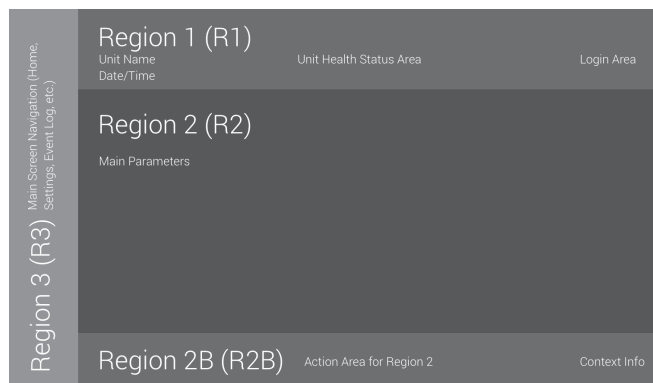 Region 1 (R1)
Unit Name
Date/Time
Unit Health Status Area
Login Area
Region 2 (R2)
Main Parameters
Region 3 (R3)
Main Screen Navigation (Home,
Settings, Event Log, etc.)
Region 2B (R2B)
Action Area for Region 2
Context Info